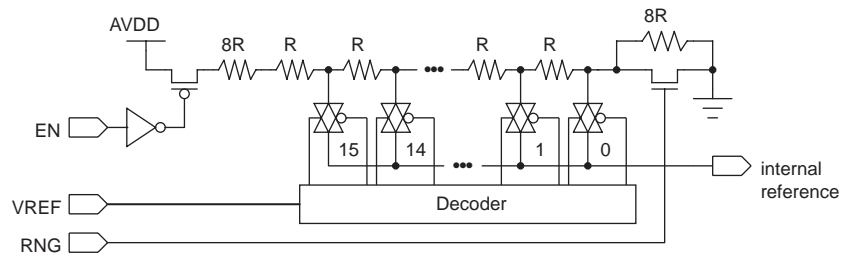 AVDD
8R
R
R
R
R
8R
EN
15
14
1
0
internal
reference
VREF
Decoder
RNG